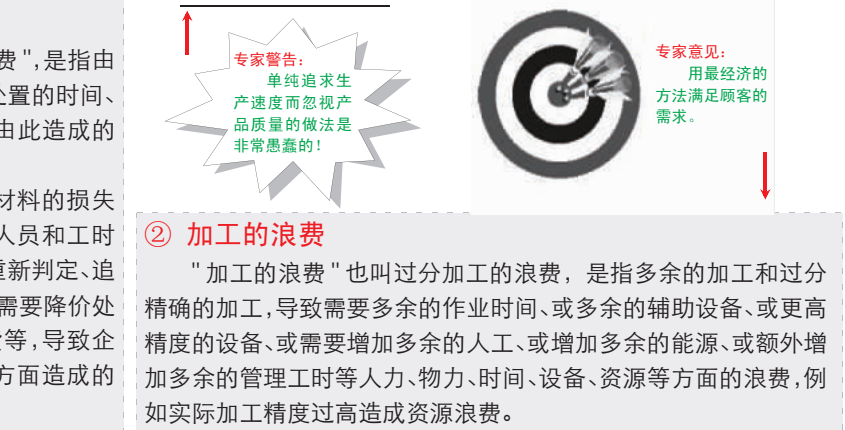 费",是指由
处置的时间、
由此造成的
材料的损失
人员和工时
重新判定、追
需要降价处
等,导致企
方面造成的
专家警告:
单纯追求生
产速度而忽视产
品质量的做法是
非常愚蠢的!
专家意见:
用最经济的
方法满足顾客的
需求。
② 加工的浪费
"加工的浪费"也叫过分加工的浪费, 是指多余的加工和过分
精确的加工,导致需要多余的作业时间、或多余的辅助设备、或更高
精度的设备、或需要增加多余的人工、或增加多余的能源、或额外增
加多余的管理工时等人力、物力、时间、设备、资源等方面的浪费,例
如实际加工精度过高造成资源浪费。